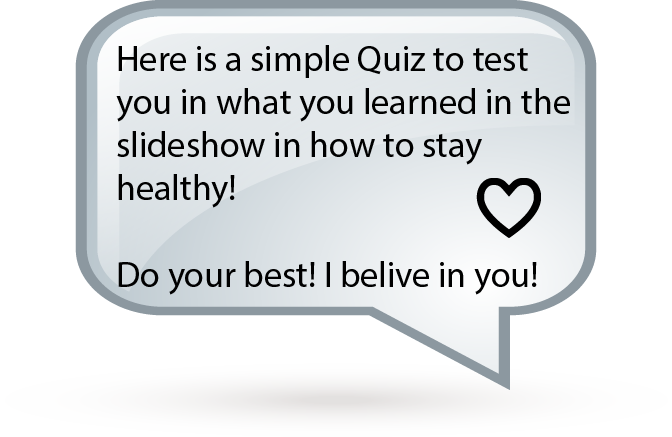 Here is a simple Quiz to test
you in what you learned in the
slideshow in how to stay
healthy!
Do your best! I belive in you!